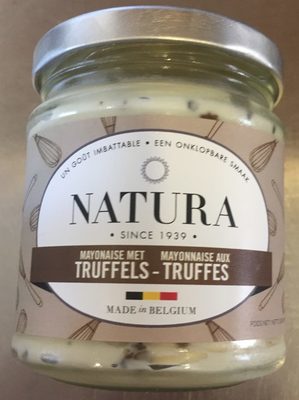 UN GOÛT IMBATTABLE • EEN ONKLOPBARE SMAAK
NATURA
• SINCE 1939 •
MAYONAISE MET TRUFFELS - MAYONNAISE AUX TRUFFES
MADE IN BELGIUM